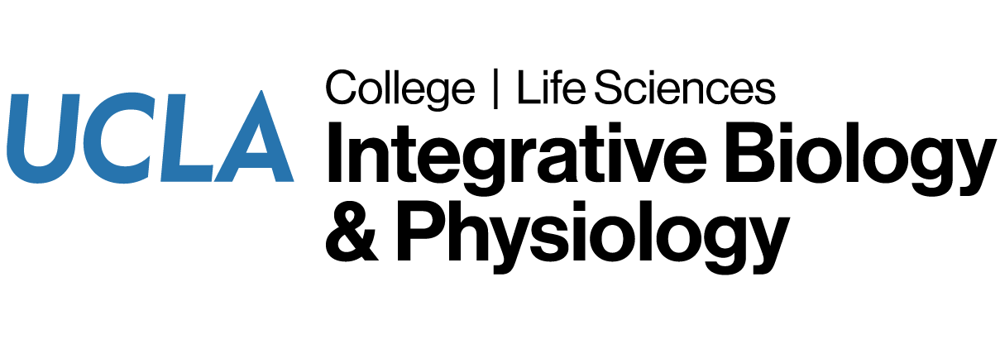 UCLA
College | Life Sciences
Integrative Biology
& Physiology